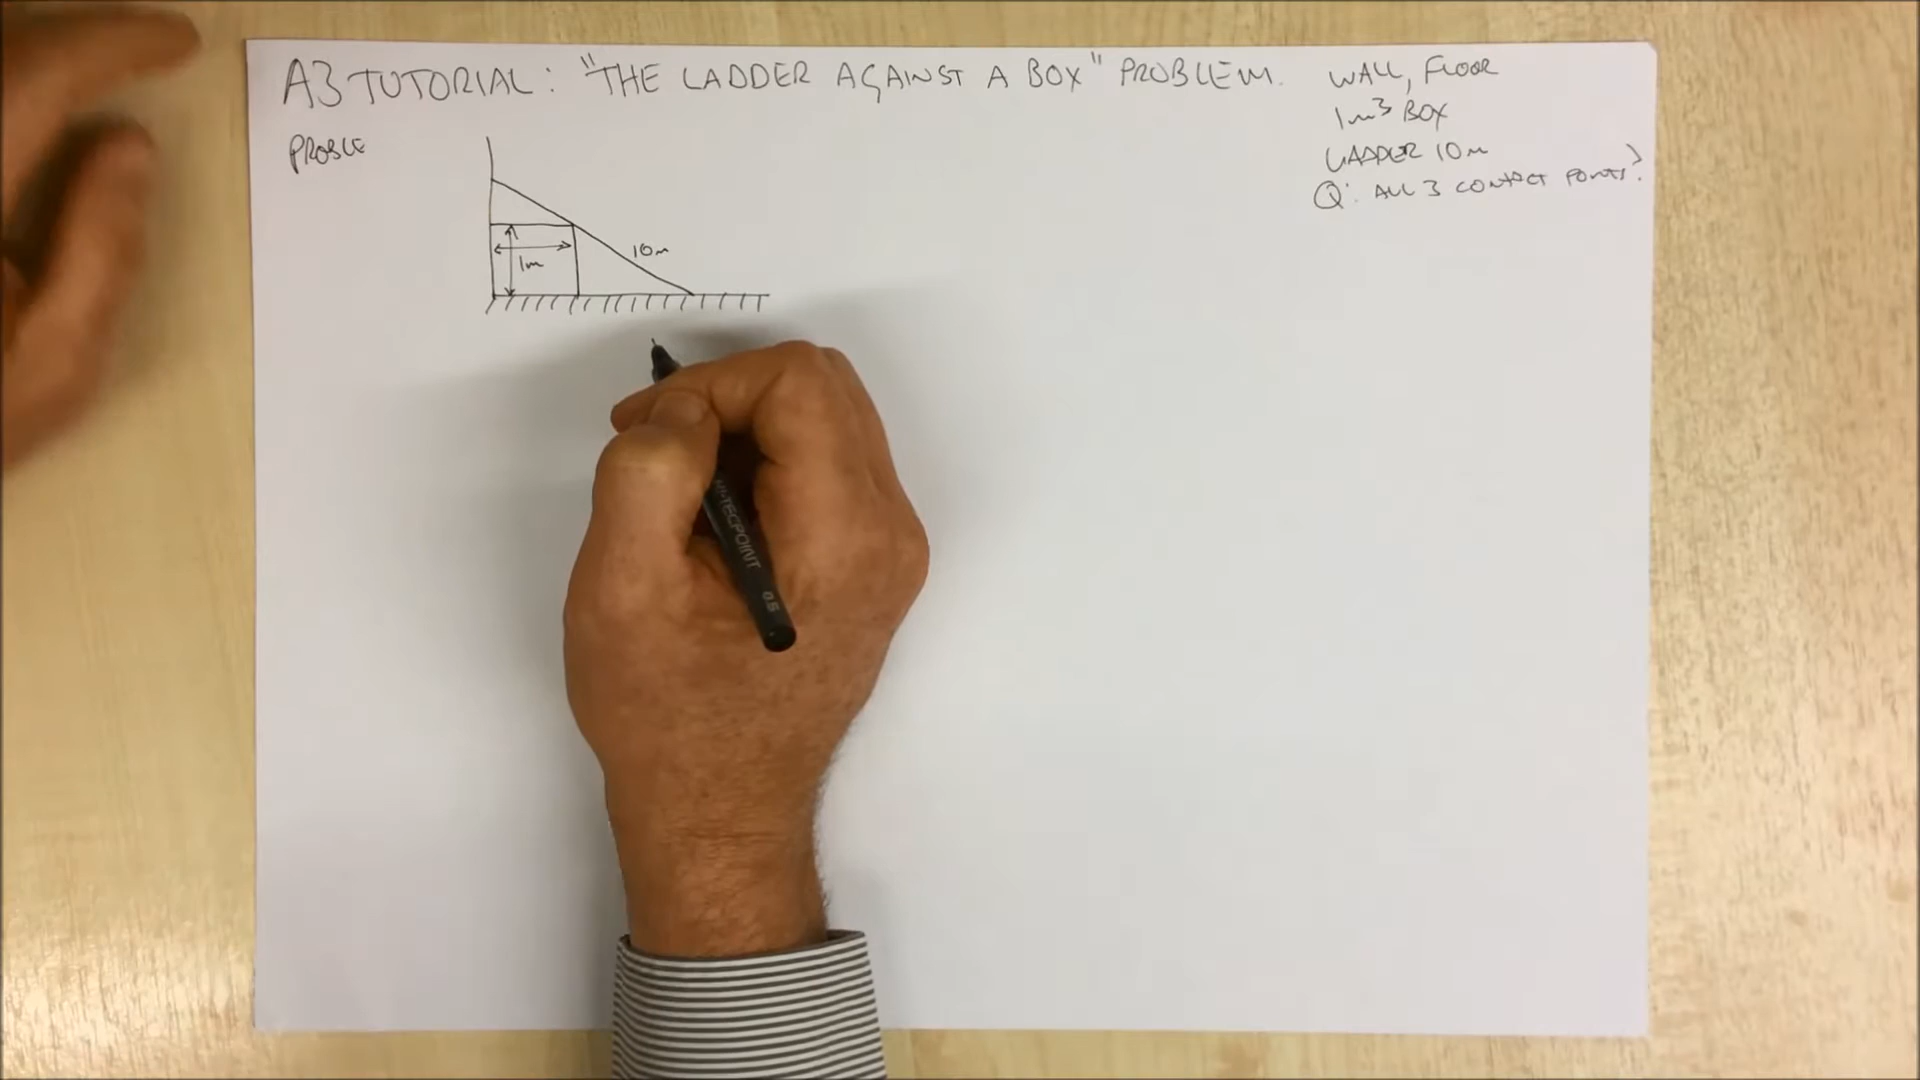 A3 TUTORIAL: "THE LADDER AGAINST A BOX" PROBLEM.
WALL, FLOOR
1m³ BOX
LADDER 10m
Q: ALL 3 CONTACT POINTS?
PROBLE
10m
1m
HI-TECPOINT 0.5